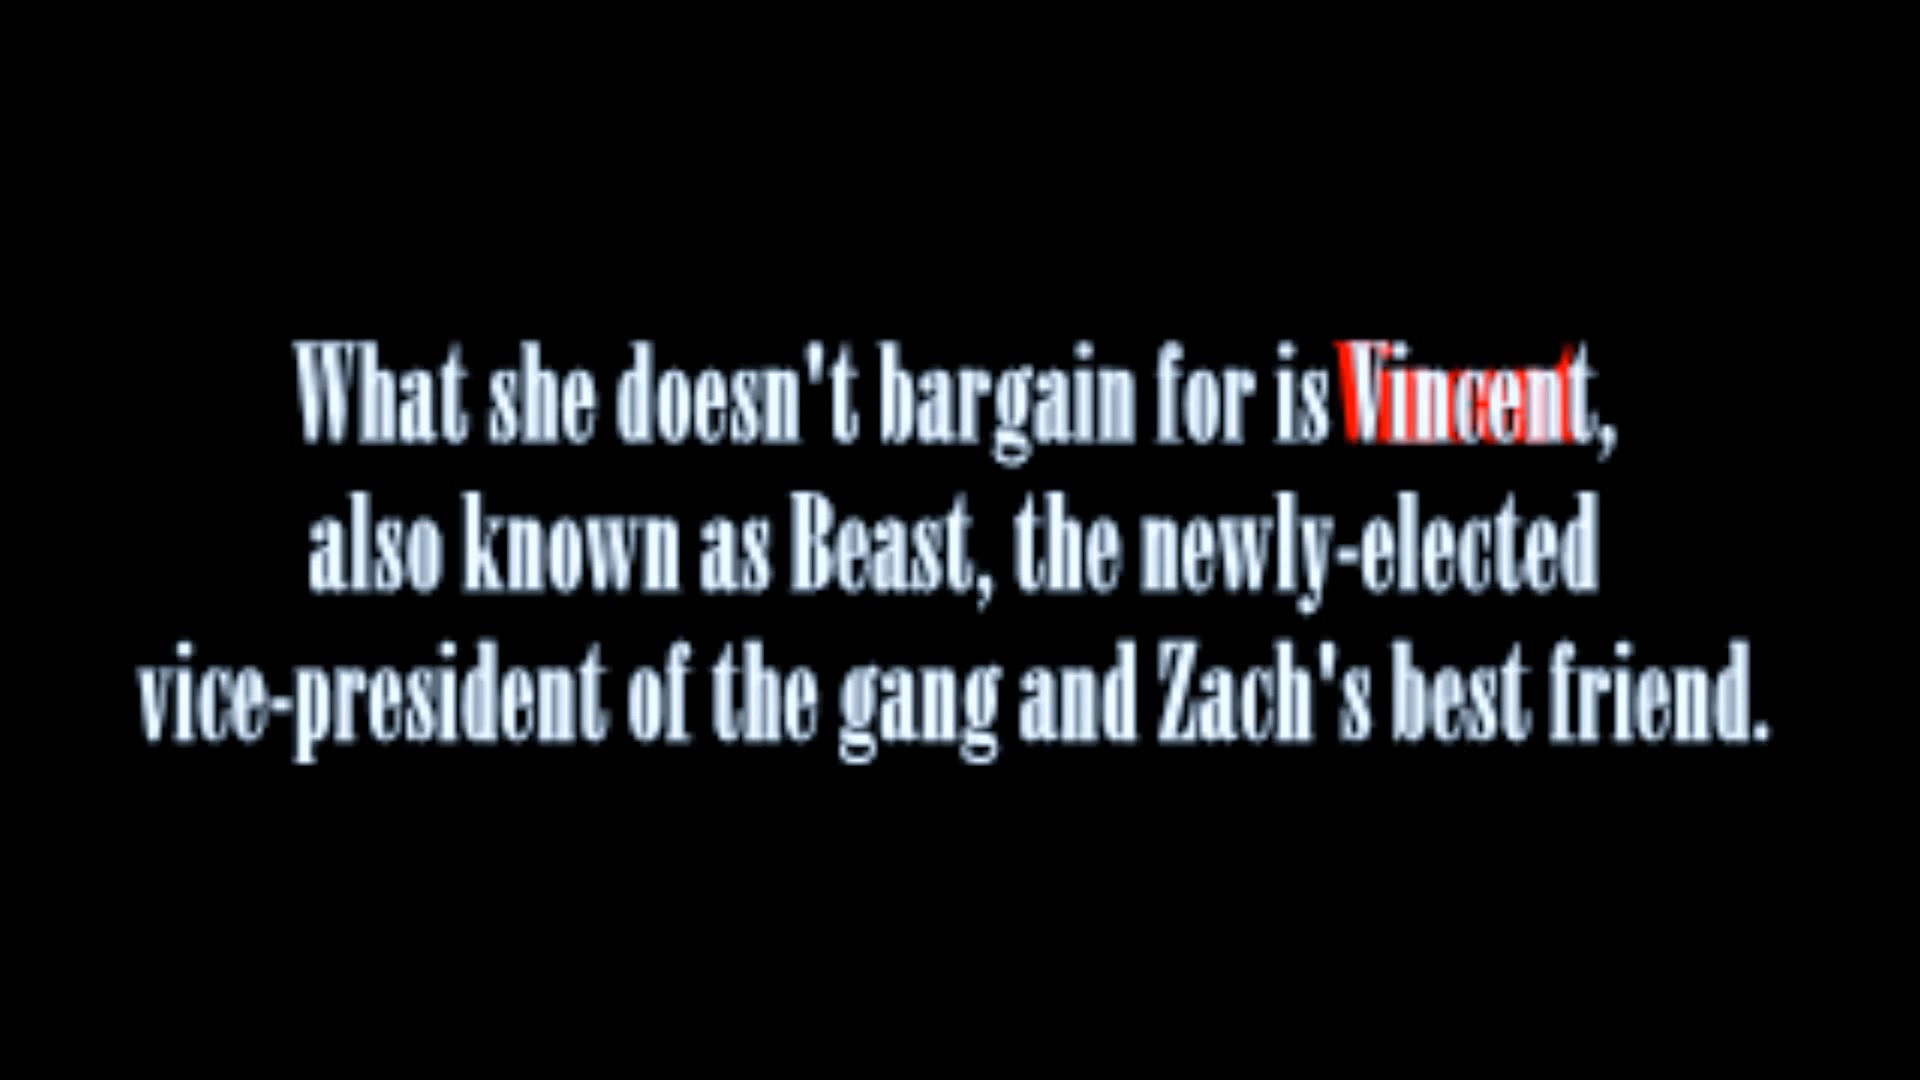 What she doesn't bargain for is Vincent,
also known as Beast, the newly-elected
vice-president of the gang and Zach's best friend.